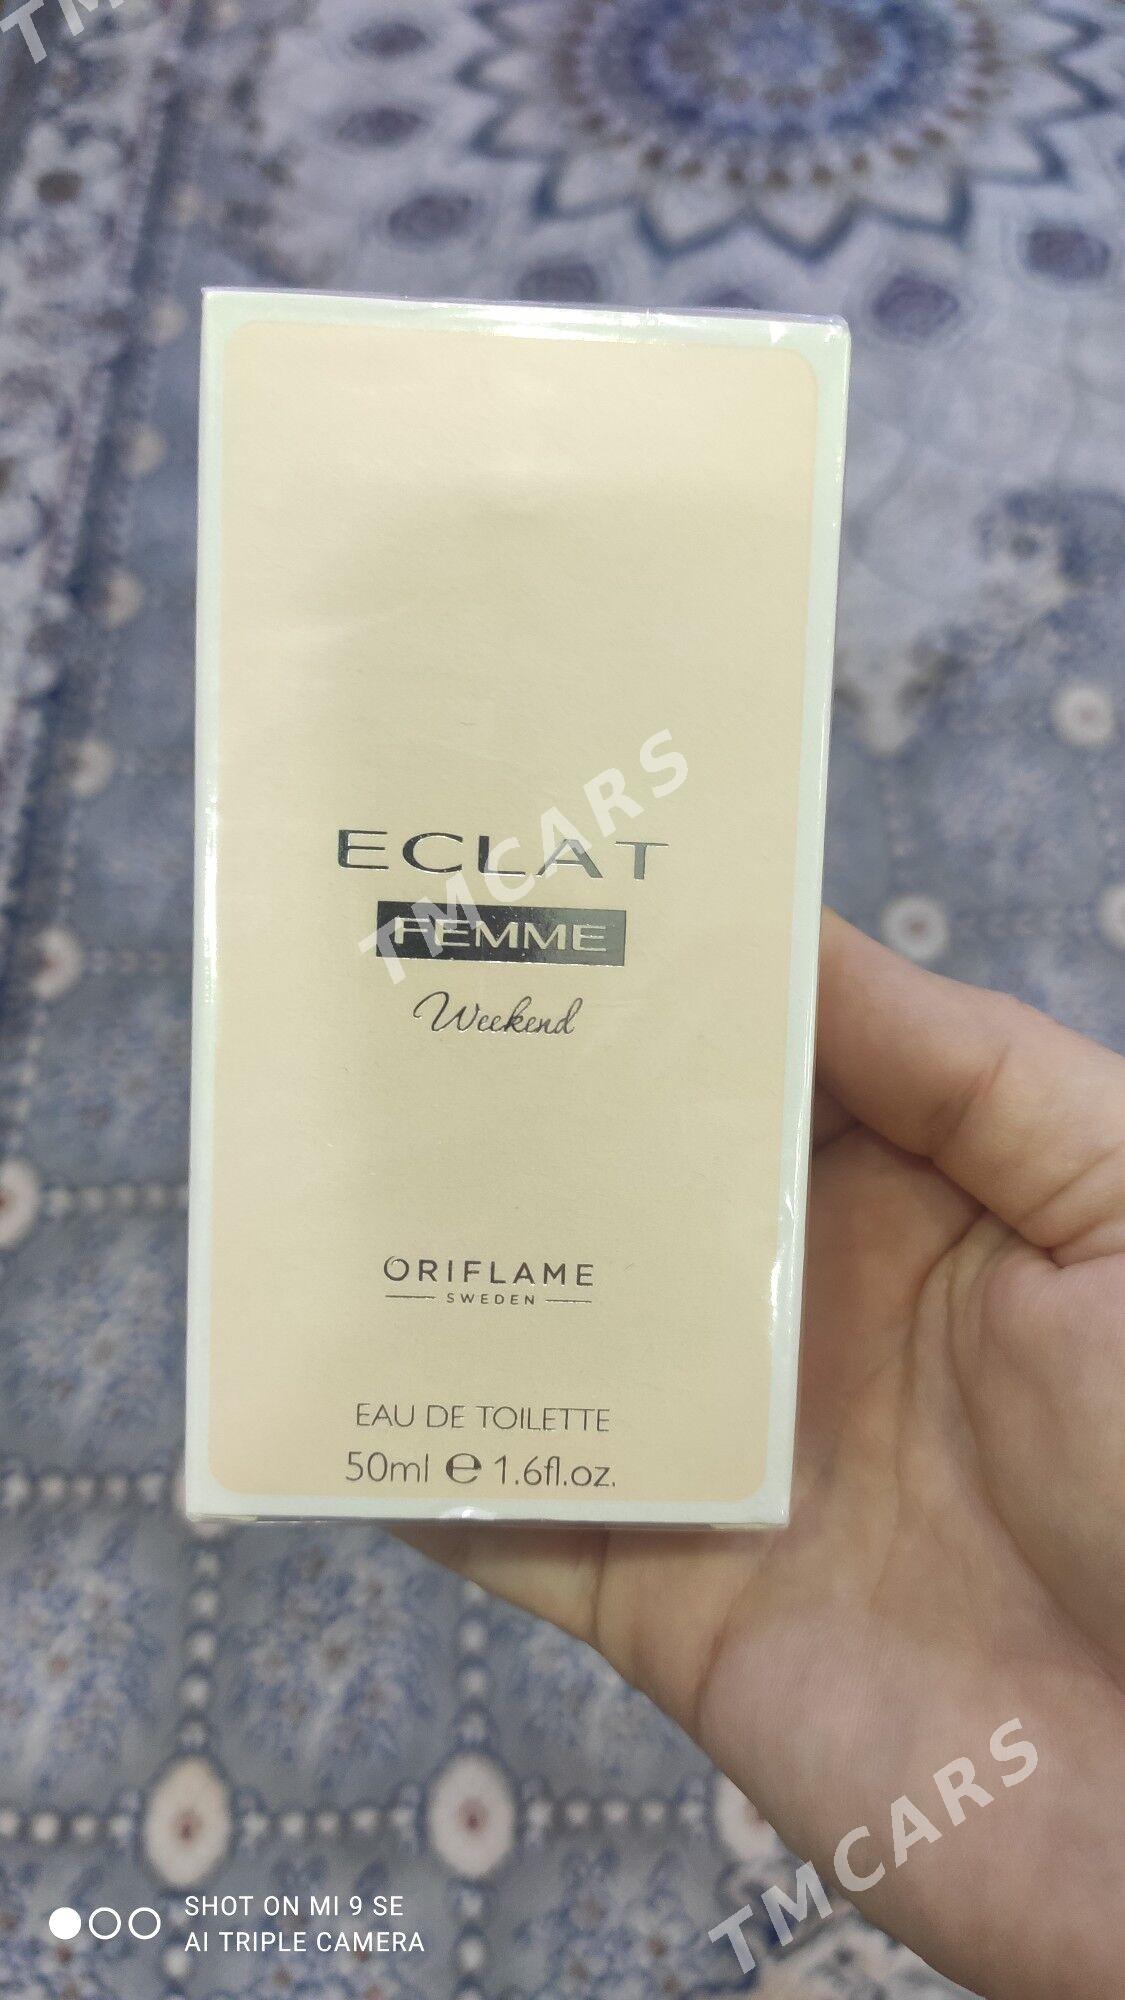 TM
ECLAT
FEMME
Weekend
TMCARS
ORIFLAME
SWEDEN
EAU DE TOILETTE
50ml ℮ 1.6fl.oz.
TMCARS
SHOT ON MI 9 SE
AI TRIPLE CAMERA